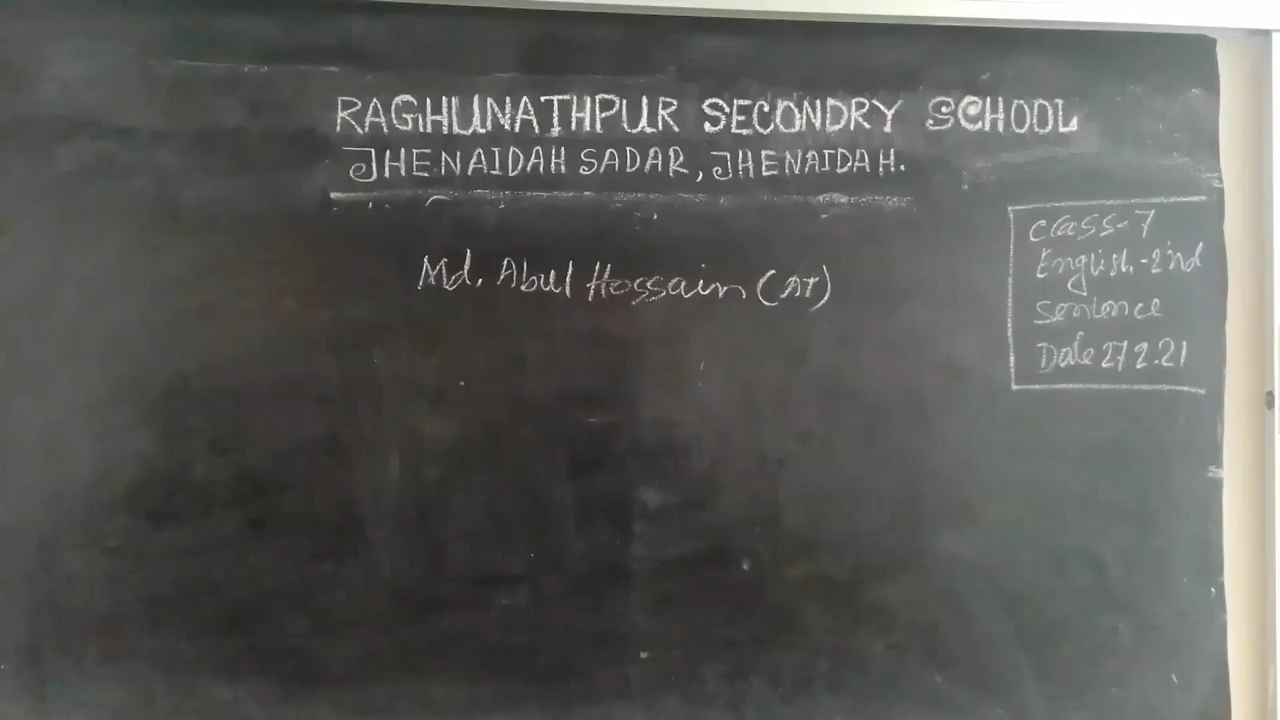 RAGHUNATHPUR SECONDRY SCHOOL
JHENAIDAH SADAR, JHENAIDAH.
Md. Abul Hossain (AT)
Class-7
English-2nd
Sentence
Date 27 2.21